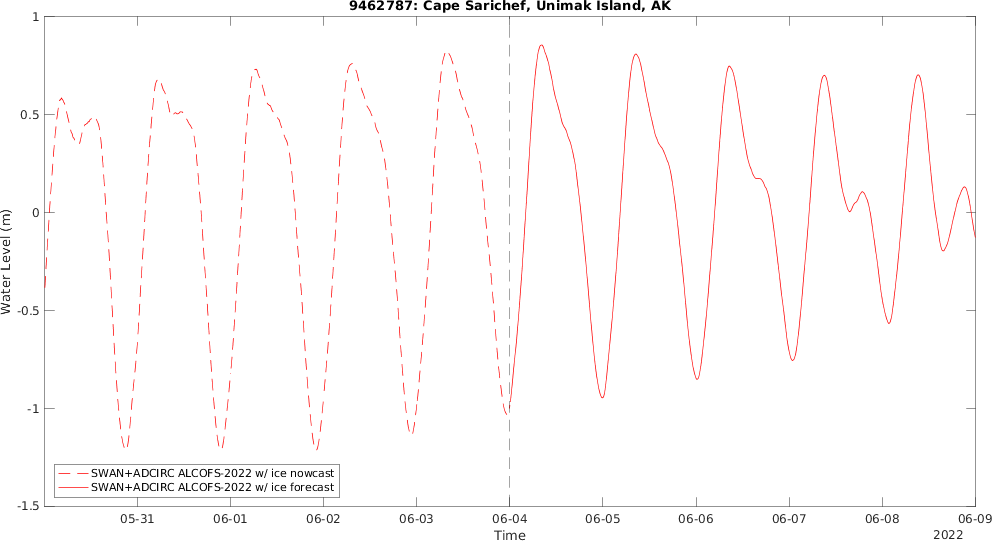 9462787: Cape Sarichef, Unimak Island, AK
1
0.5
0
-0.5
-1
-1.5
Water Level (m)
SWAN+ADCIRC ALCOFS-2022 w/ ice nowcast
SWAN+ADCIRC ALCOFS-2022 w/ ice forecast
05-31 06-01 06-02 06-03 06-04 06-05 06-06 06-07 06-08 06-09
Time
2022